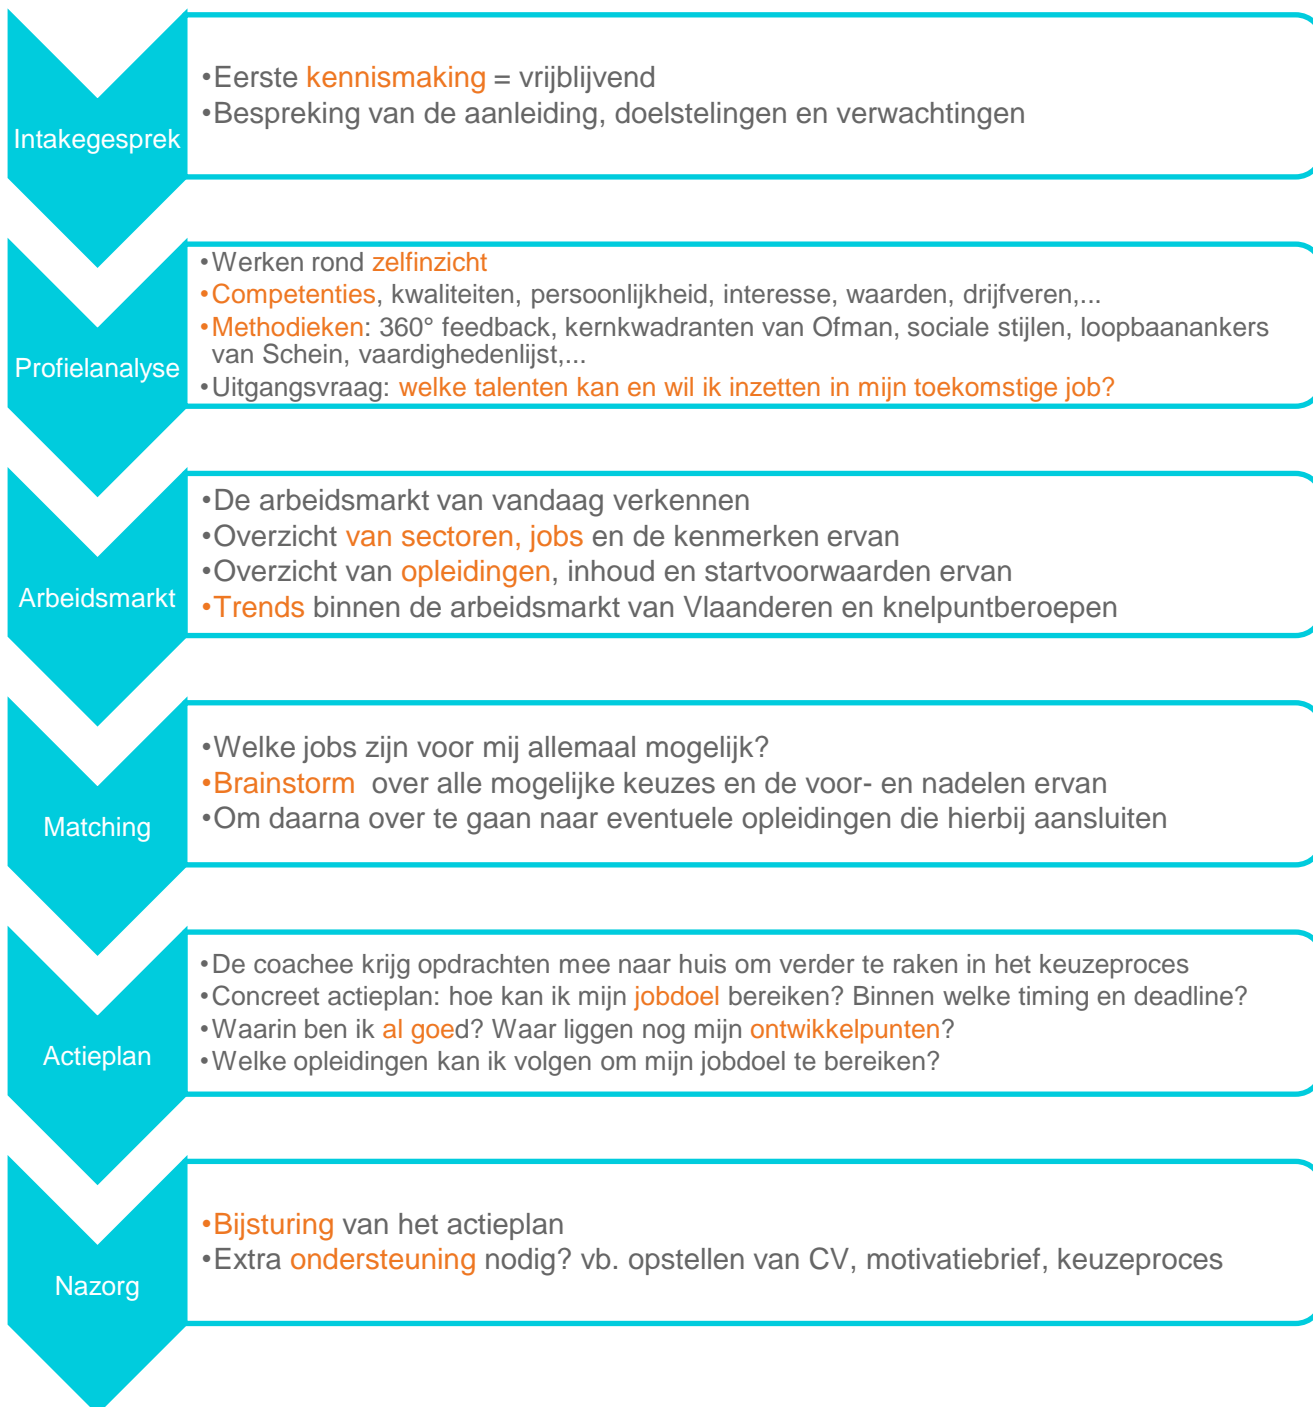 Intakegesprek
•Eerste kennismaking = vrijblijvend
•Bespreking van de aanleiding, doelstelingen en verwachtingen
Profielanalyse
•Werken rond zelfinzicht
•Competenties, kwaliteiten, persoonlijkheid, interesse, waarden, drijfveren,...
•Methodieken: 360° feedback, kernkwadranten van Ofman, sociale stijlen, loopbaanankers
van Schein, vaardighedenlijst,...
•Uitgangsvraag: welke talenten kan en wil ik inzetten in mijn toekomstige job?
Arbeidsmarkt
•De arbeidsmarkt van vandaag verkennen
•Overzicht van sectoren, jobs en de kenmerken ervan
•Overzicht van opleidingen, inhoud en startvoorwaarden ervan
•Trends binnen de arbeidsmarkt van Vlaanderen en knelpuntberoepen
Matching
•Welke jobs zijn voor mij allemaal mogelijk?
•Brainstorm  over alle mogelijke keuzes en de voor- en nadelen ervan
•Om daarna over te gaan naar eventuele opleidingen die hierbij aansluiten
Actieplan
•De coachee krijg opdrachten mee naar huis om verder te raken in het keuzeproces
•Concreet actieplan: hoe kan ik mijn jobdoel bereiken? Binnen welke timing en deadline?
•Waarin ben ik al goed? Waar liggen nog mijn ontwikkelpunten?
•Welke opleidingen kan ik volgen om mijn jobdoel te bereiken?
Nazorg
•Bijsturing van het actieplan
•Extra ondersteuning nodig? vb. opstellen van CV, motivatiebrief, keuzeproces